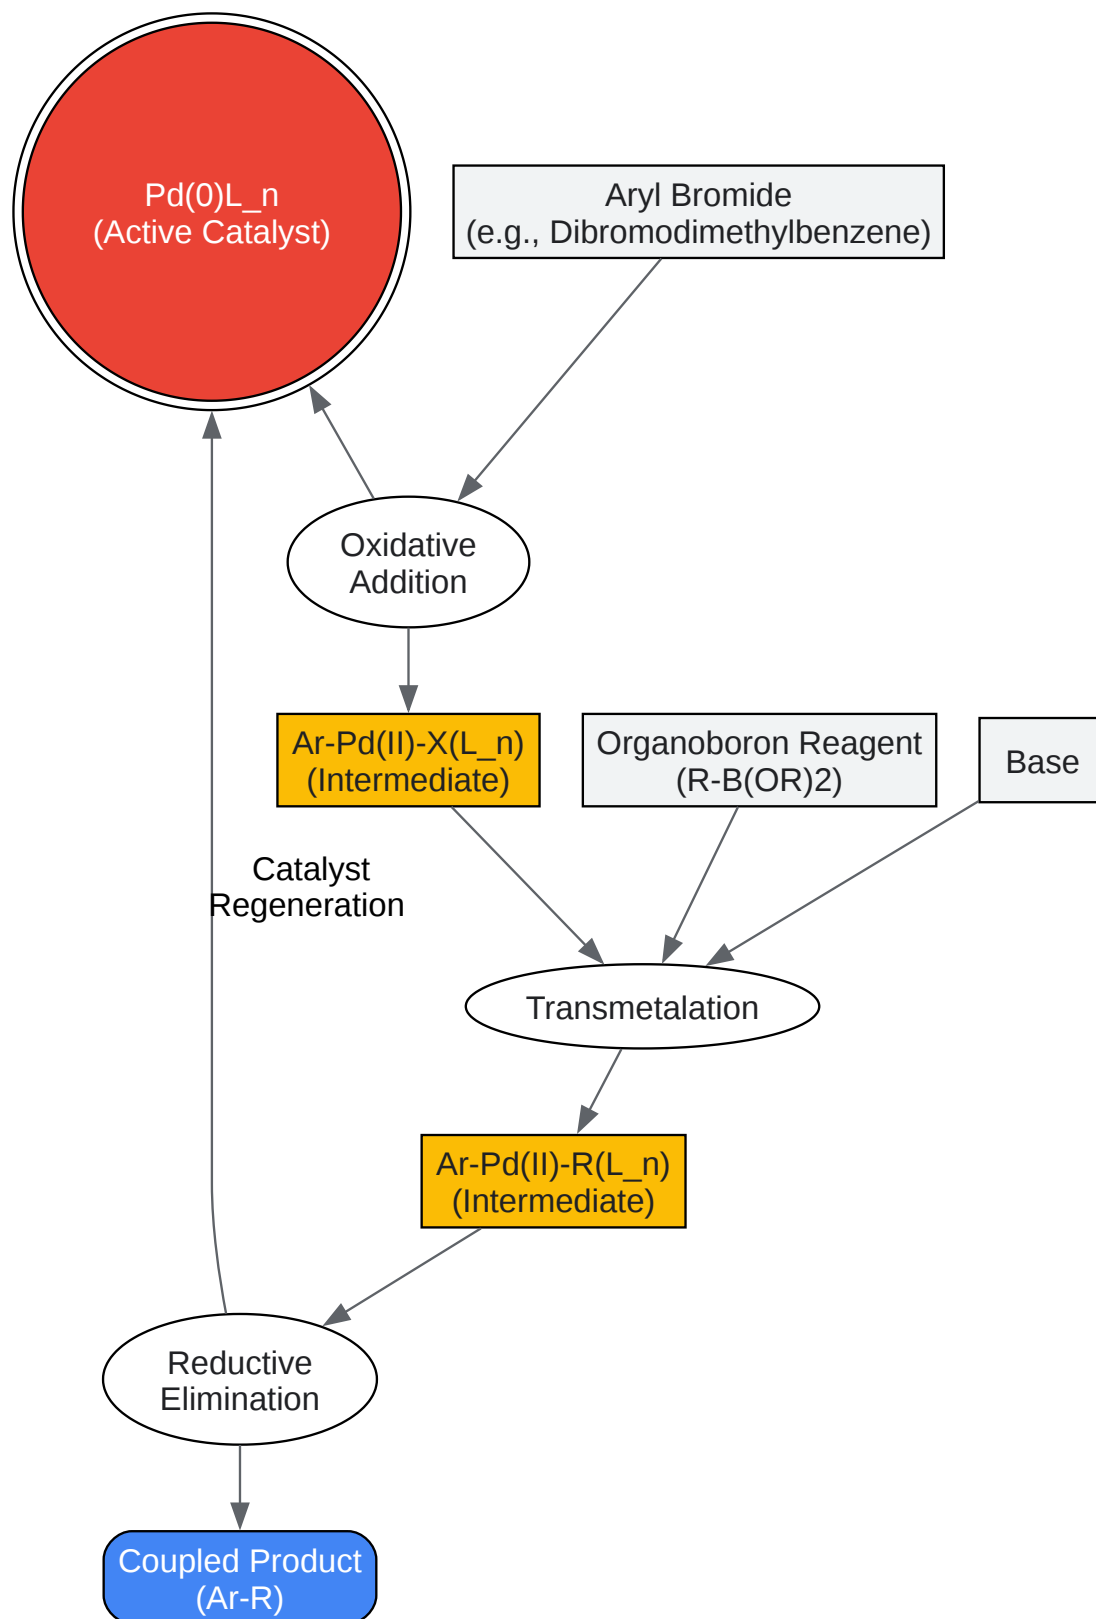 Pd(0)L_n
(Active Catalyst)
Aryl Bromide
(e.g., Dibromodimethylbenzene)
Oxidative
Addition
Ar-Pd(II)-X(L_n)
(Intermediate)
Organoboron Reagent
(R-B(OR)2)
Base
Catalyst
Regeneration
Transmetalation
Ar-Pd(II)-R(L_n)
(Intermediate)
Reductive
Elimination
Coupled Product
(Ar-R)